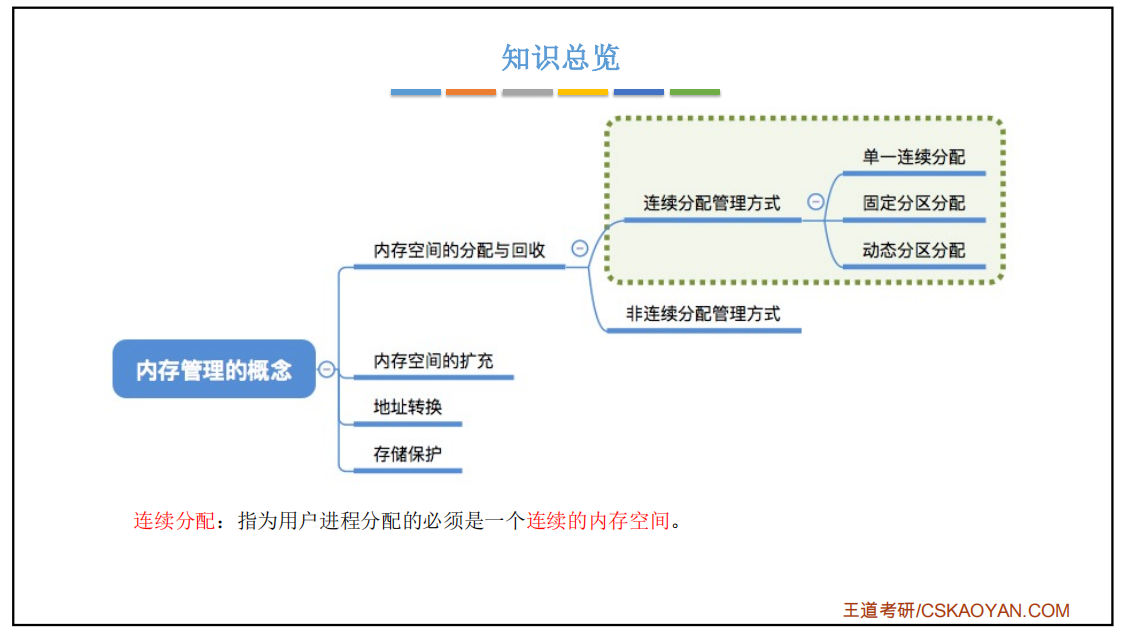 知识总览
单一连续分配
连续分配管理方式
固定分区分配
动态分区分配
内存空间的分配与回收
非连续分配管理方式
内存空间的扩充
内存管理的概念
地址转换
存储保护
连续分配：指为用户进程分配的必须是一个连续的内存空间。
王道考研/CSKAOYAN.COM